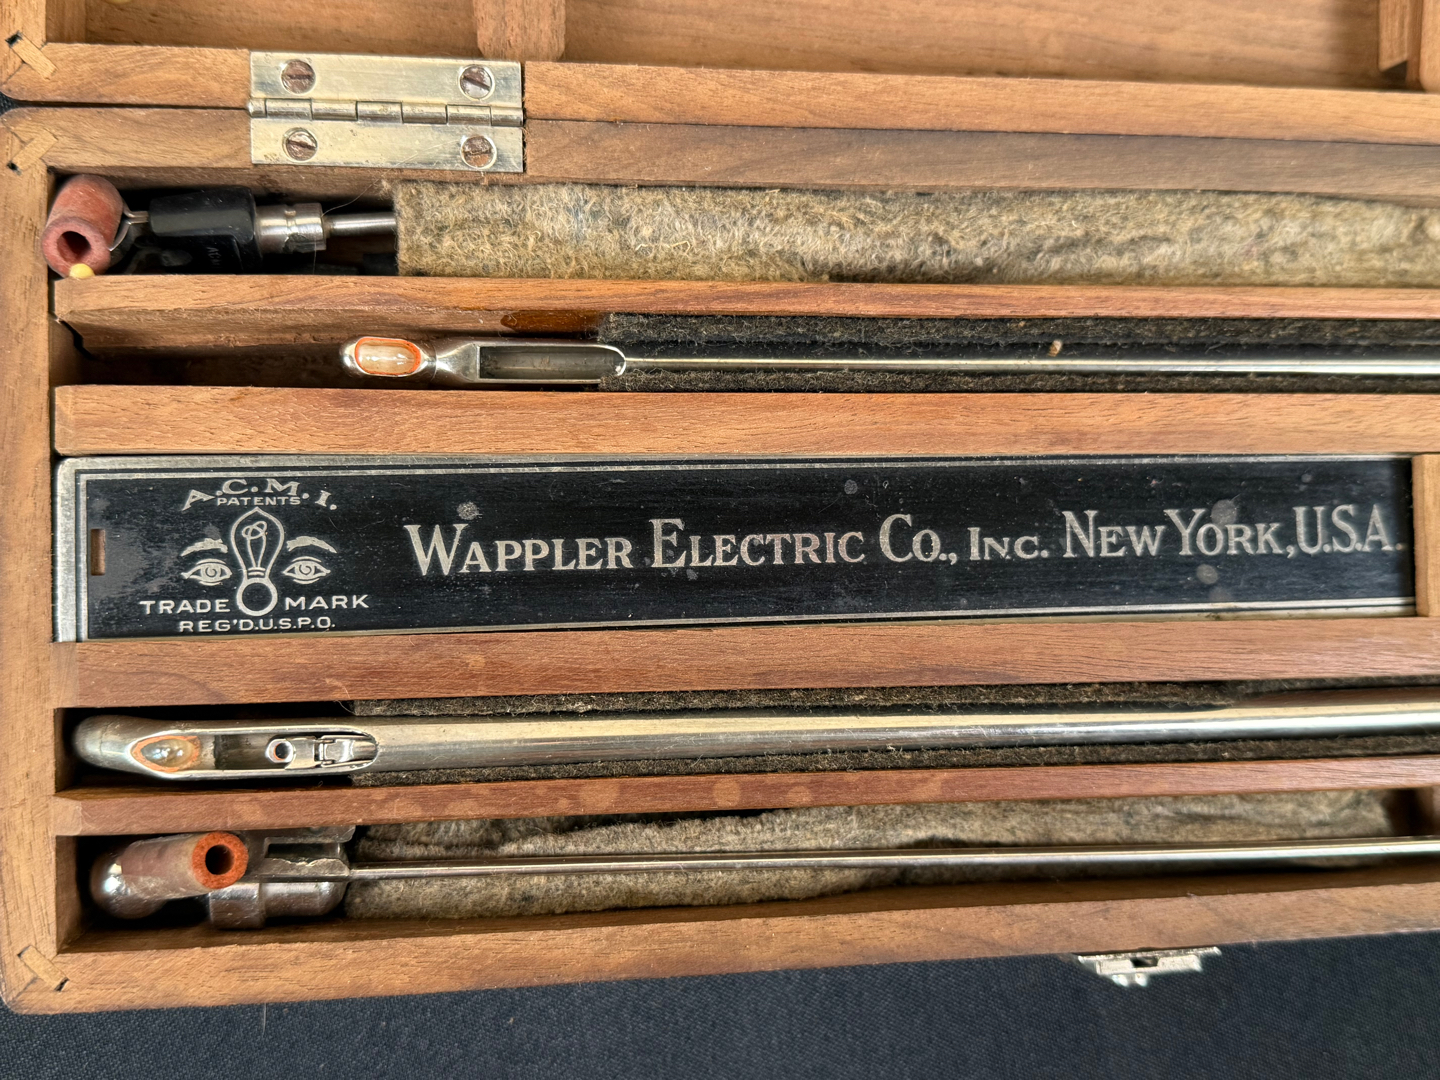 A.C.M.I.
PATENTS
TRADE MARK
REG'D.U.S.P.O.
WAPPLER ELECTRIC CO., INC. NEW YORK, U.S.A.